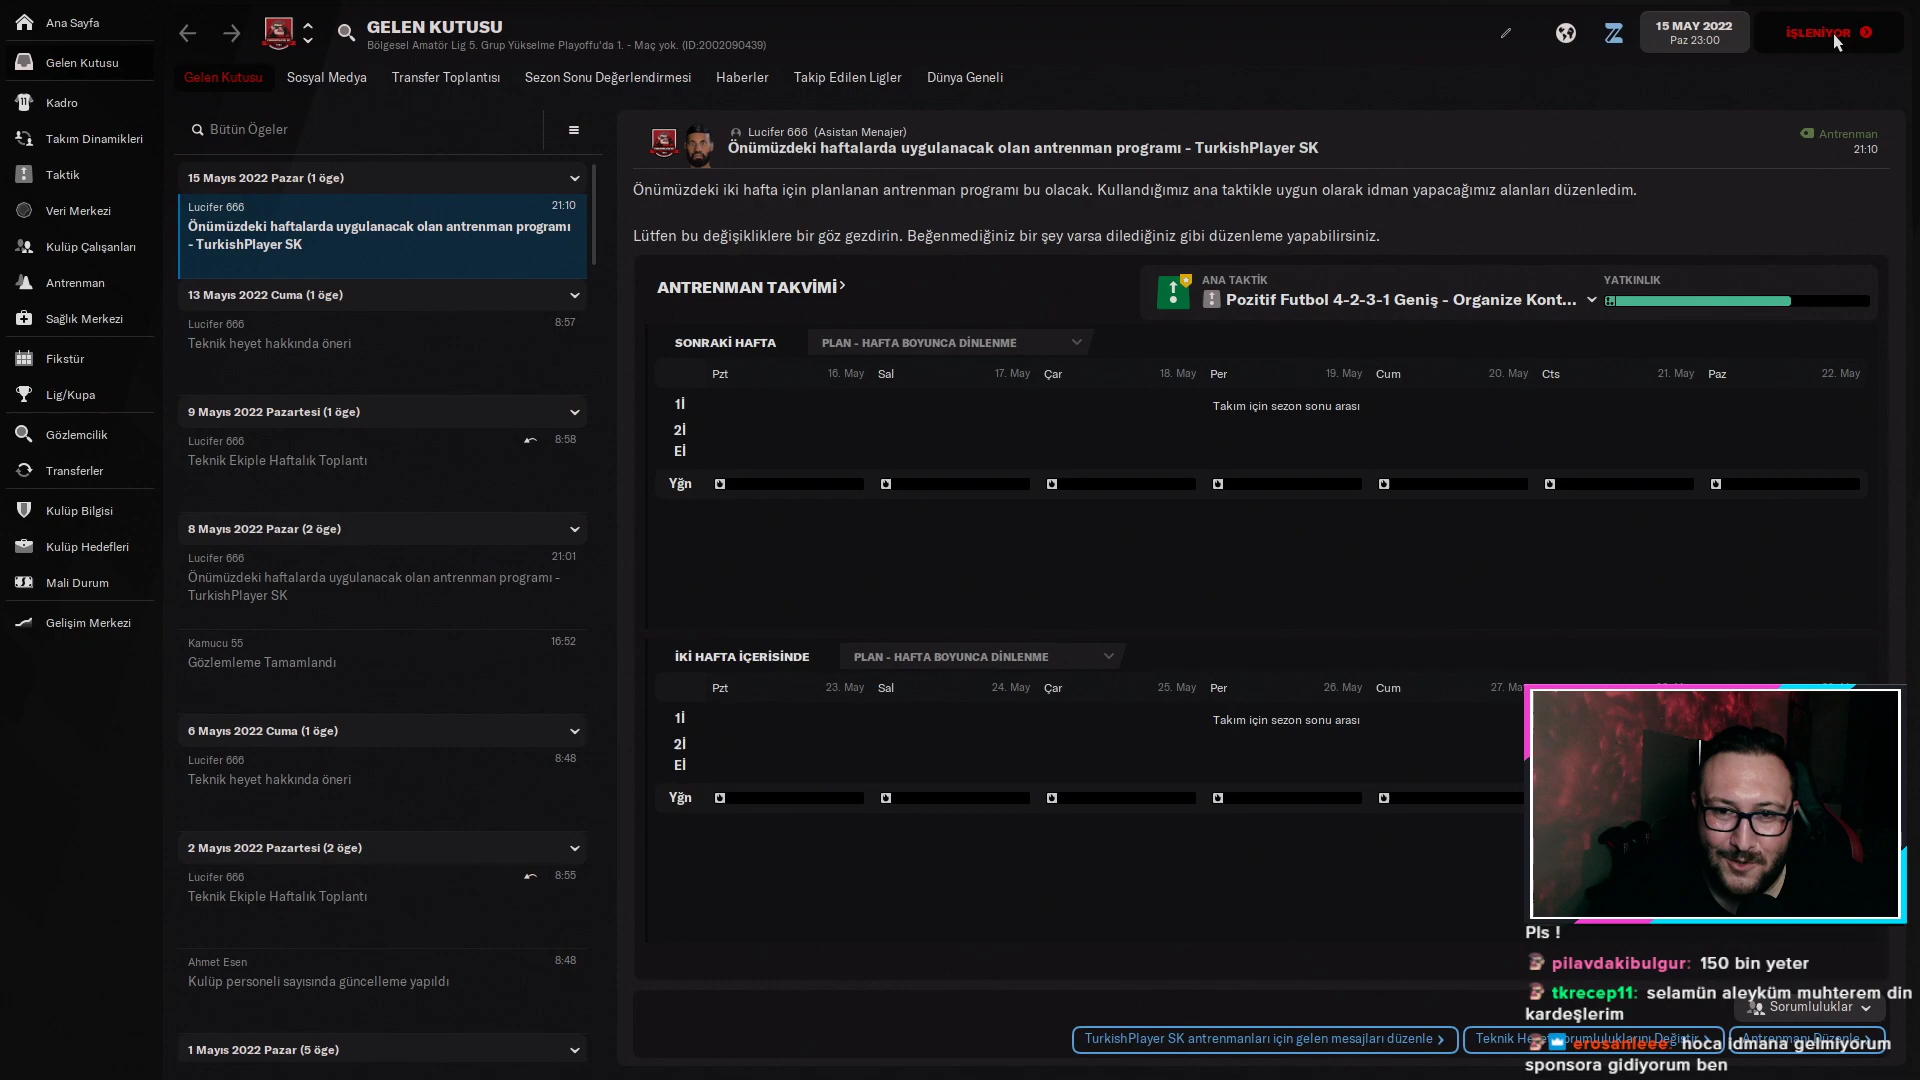 Ana Sayfa
Gelen Kutusu
Kadro
Takım Dinamikleri
Taktik
Veri Merkezi
Kulüp Çalışanları
Antrenman
Sağlık Merkezi
Fikstür
Lig/Kupa
Gözlemcilik
Transferler
Kulüp Bilgisi
Kulüp Hedefleri
Mali Durum
Gelişim Merkezi
GELEN KUTUSU
Bölgesel Amatör Lig 5. Grup Yükselme Playoffu'da 1. - Maç yok. (ID:2002090439)
15 MAY 2022
Paz 23:00
İŞLENİYOR
Gelen Kutusu Sosyal Medya Transfer Toplantısı Sezon Sonu Değerlendirmesi Haberler Takip Edilen Ligler Dünya Geneli
Bütün Ögeler
15 Mayıs 2022 Pazar (1 öge)
Lucifer 666 21:10
Önümüzdeki haftalarda uygulanacak olan antrenman programı
- TurkishPlayer SK
13 Mayıs 2022 Cuma (1 öge)
Lucifer 666 8:57
Teknik heyet hakkında öneri
9 Mayıs 2022 Pazartesi (1 öge)
Lucifer 666 8:58
Teknik Ekiple Haftalık Toplantı
8 Mayıs 2022 Pazar (2 öge)
Lucifer 666 21:01
Önümüzdeki haftalarda uygulanacak olan antrenman programı -
TurkishPlayer SK
Kamucu 55 16:52
Gözlemleme Tamamlandı
6 Mayıs 2022 Cuma (1 öge)
Lucifer 666 8:48
Teknik heyet hakkında öneri
2 Mayıs 2022 Pazartesi (2 öge)
Lucifer 666 8:55
Teknik Ekiple Haftalık Toplantı
Ahmet Esen 8:48
Kulüp personeli sayısında güncelleme yapıldı
1 Mayıs 2022 Pazar (5 öge)
Lucifer 666 (Asistan Menajer)
Önümüzdeki haftalarda uygulanacak olan antrenman programı - TurkishPlayer SK
Antrenman
21:10
Önümüzdeki iki hafta için planlanan antrenman programı bu olacak. Kullandığımız ana taktikle uygun olarak idman yapacağımız alanları düzenledim.
Lütfen bu değişikliklere bir göz gezdirin. Beğenmediğiniz bir şey varsa dilediğiniz gibi düzenleme yapabilirsiniz.
ANTRENMAN TAKVİMİ
ANA TAKTİK
Pozitif Futbol 4-2-3-1 Geniş - Organize Kont...
YATKINLIK
SONRAKİ HAFTA PLAN - HAFTA BOYUNCA DİNLENME
Pzt 16. May Sal 17. May Çar 18. May Per 19. May Cum 20. May Cts 21. May Paz 22. May
1İ
Takım için sezon sonu arası
2İ
Eİ
Yğn
İKİ HAFTA İÇERİSİNDE PLAN - HAFTA BOYUNCA DİNLENME
Pzt 23. May Sal 24. May Çar 25. May Per 26. May Cum 27. May
1İ
Takım için sezon sonu arası
2İ
Eİ
Yğn
Pls !
pilavdakibulgur: 150 bin yeter
tkrecep11: selamün aleyküm muhterem din
kardeşlerim
Sorumluluklar
TurkishPlayer SK antrenmanları için gelen mesajları düzenle
hoca idmana gelmiyorum
sponsora gidiyorum ben